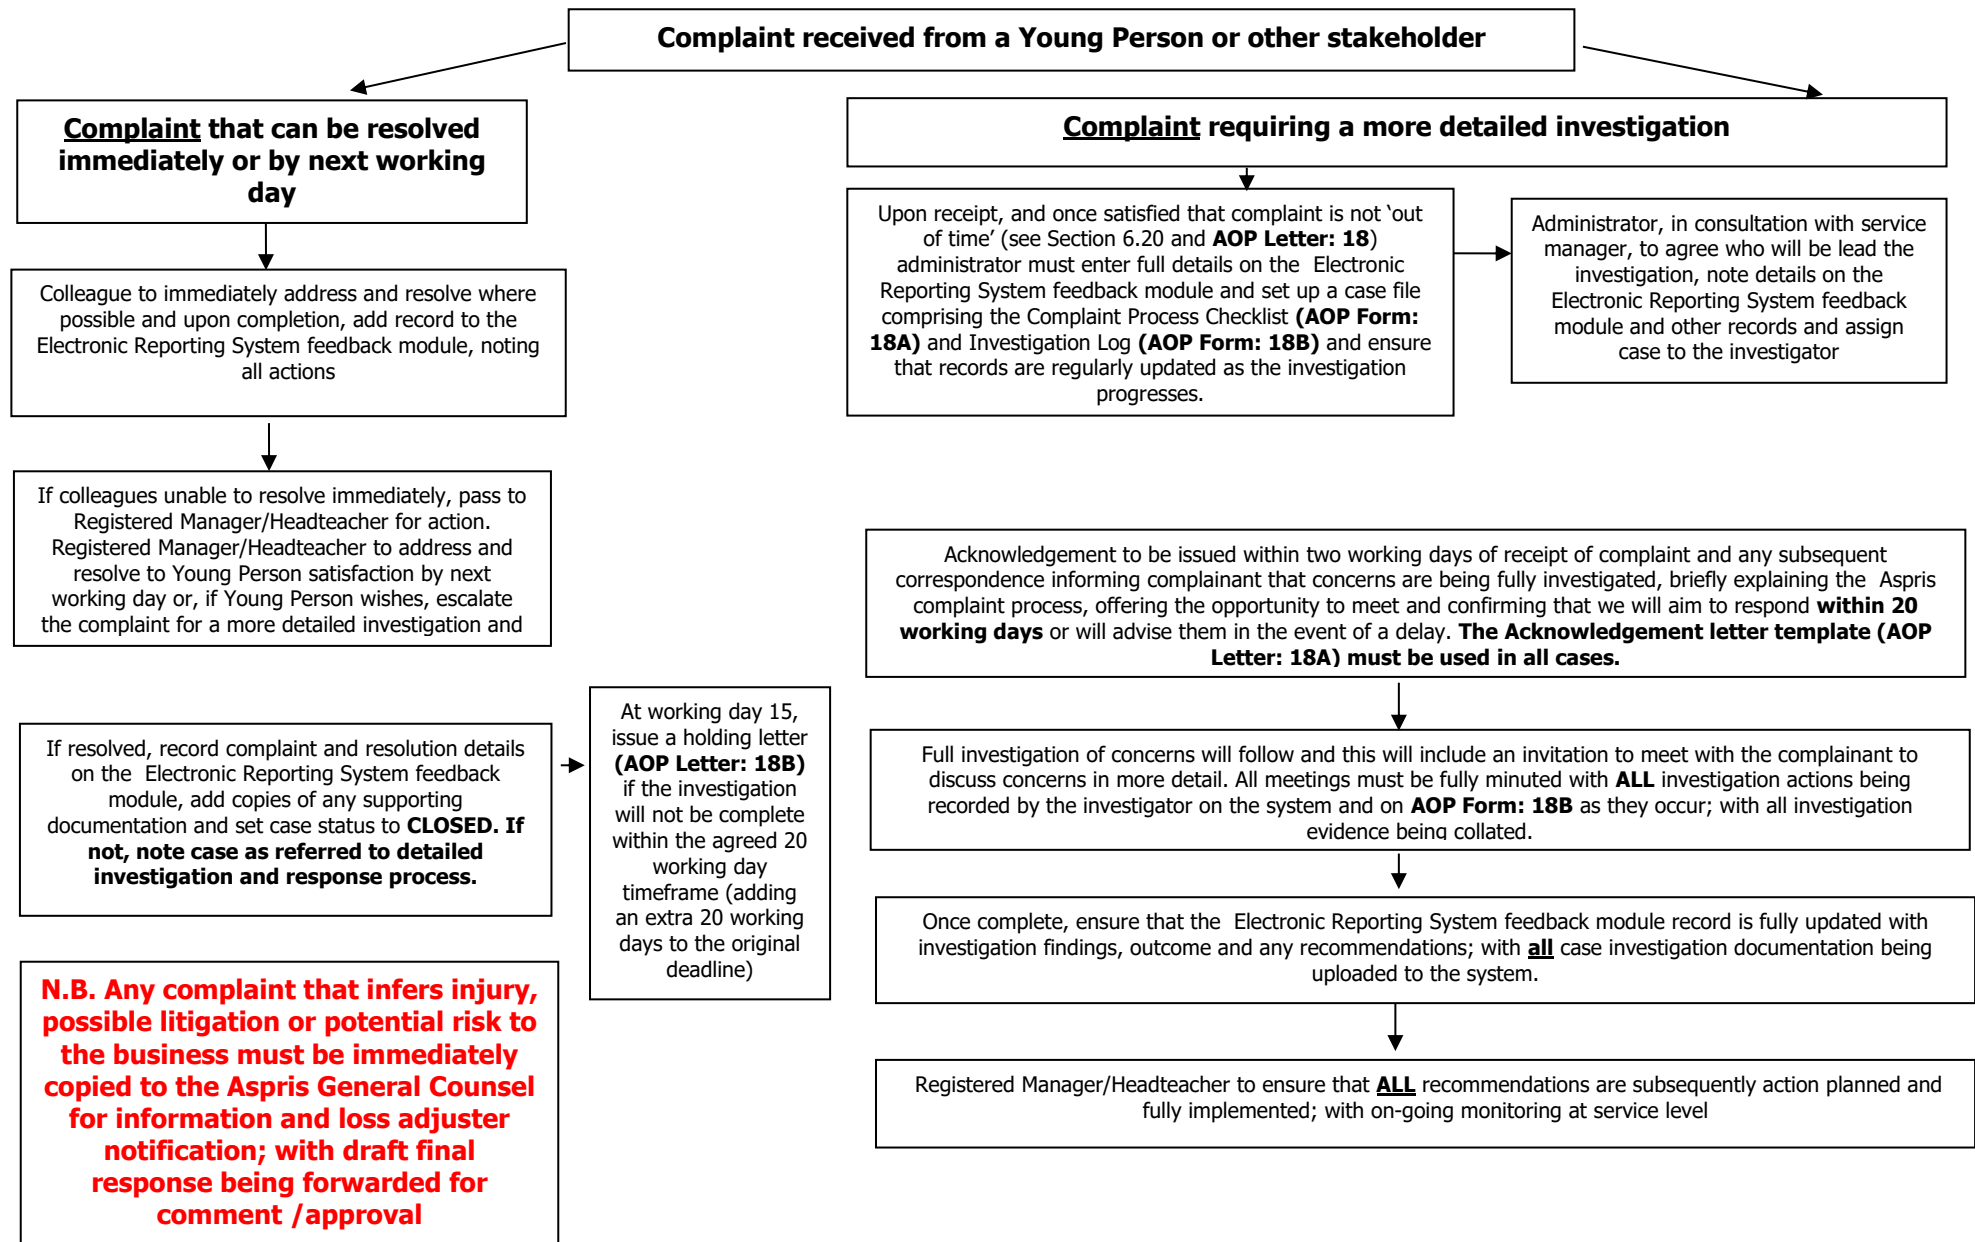 Complaint received from a Young Person or other stakeholder
Complaint that can be resolved
immediately or by next working
day
Colleague to immediately address and resolve where
possible and upon completion, add record to the
Electronic Reporting System feedback module, noting
all actions
If colleagues unable to resolve immediately, pass to
Registered Manager/Headteacher for action.
Registered Manager/Headteacher to address and
resolve to Young Person satisfaction by next
working day or, if Young Person wishes, escalate
the complaint for a more detailed investigation and
If resolved, record complaint and resolution details
on the Electronic Reporting System feedback
module, add copies of any supporting
documentation and set case status to CLOSED. If
not, note case as referred to detailed
investigation and response process.
N.B. Any complaint that infers injury,
possible litigation or potential risk to
the business must be immediately
copied to the Aspris General Counsel
for information and loss adjuster
notification; with draft final
response being forwarded for
comment /approval
At working day 15,
issue a holding letter
(AOP Letter: 18B)
if the investigation
will not be complete
within the agreed 20
working day
timeframe (adding
an extra 20 working
days to the original
deadline)
Complaint requiring a more detailed investigation
Upon receipt, and once satisfied that complaint is not ‘out
of time’ (see Section 6.20 and AOP Letter: 18)
administrator must enter full details on the Electronic
Reporting System feedback module and set up a case file
comprising the Complaint Process Checklist (AOP Form:
18A) and Investigation Log (AOP Form: 18B) and ensure
that records are regularly updated as the investigation
progresses.
Administrator, in consultation with service
manager, to agree who will be lead the
investigation, note details on the
Electronic Reporting System feedback
module and other records and assign
case to the investigator
Acknowledgement to be issued within two working days of receipt of complaint and any subsequent
correspondence informing complainant that concerns are being fully investigated, briefly explaining the Aspris
complaint process, offering the opportunity to meet and confirming that we will aim to respond within 20
working days or will advise them in the event of a delay. The Acknowledgement letter template (AOP
Letter: 18A) must be used in all cases.
Full investigation of concerns will follow and this will include an invitation to meet with the complainant to
discuss concerns in more detail. All meetings must be fully minuted with ALL investigation actions being
recorded by the investigator on the system and on AOP Form: 18B as they occur; with all investigation
evidence being collated.
Once complete, ensure that the Electronic Reporting System feedback module record is fully updated with
investigation findings, outcome and any recommendations; with all case investigation documentation being
uploaded to the system.
Registered Manager/Headteacher to ensure that ALL recommendations are subsequently action planned and
fully implemented; with on-going monitoring at service level